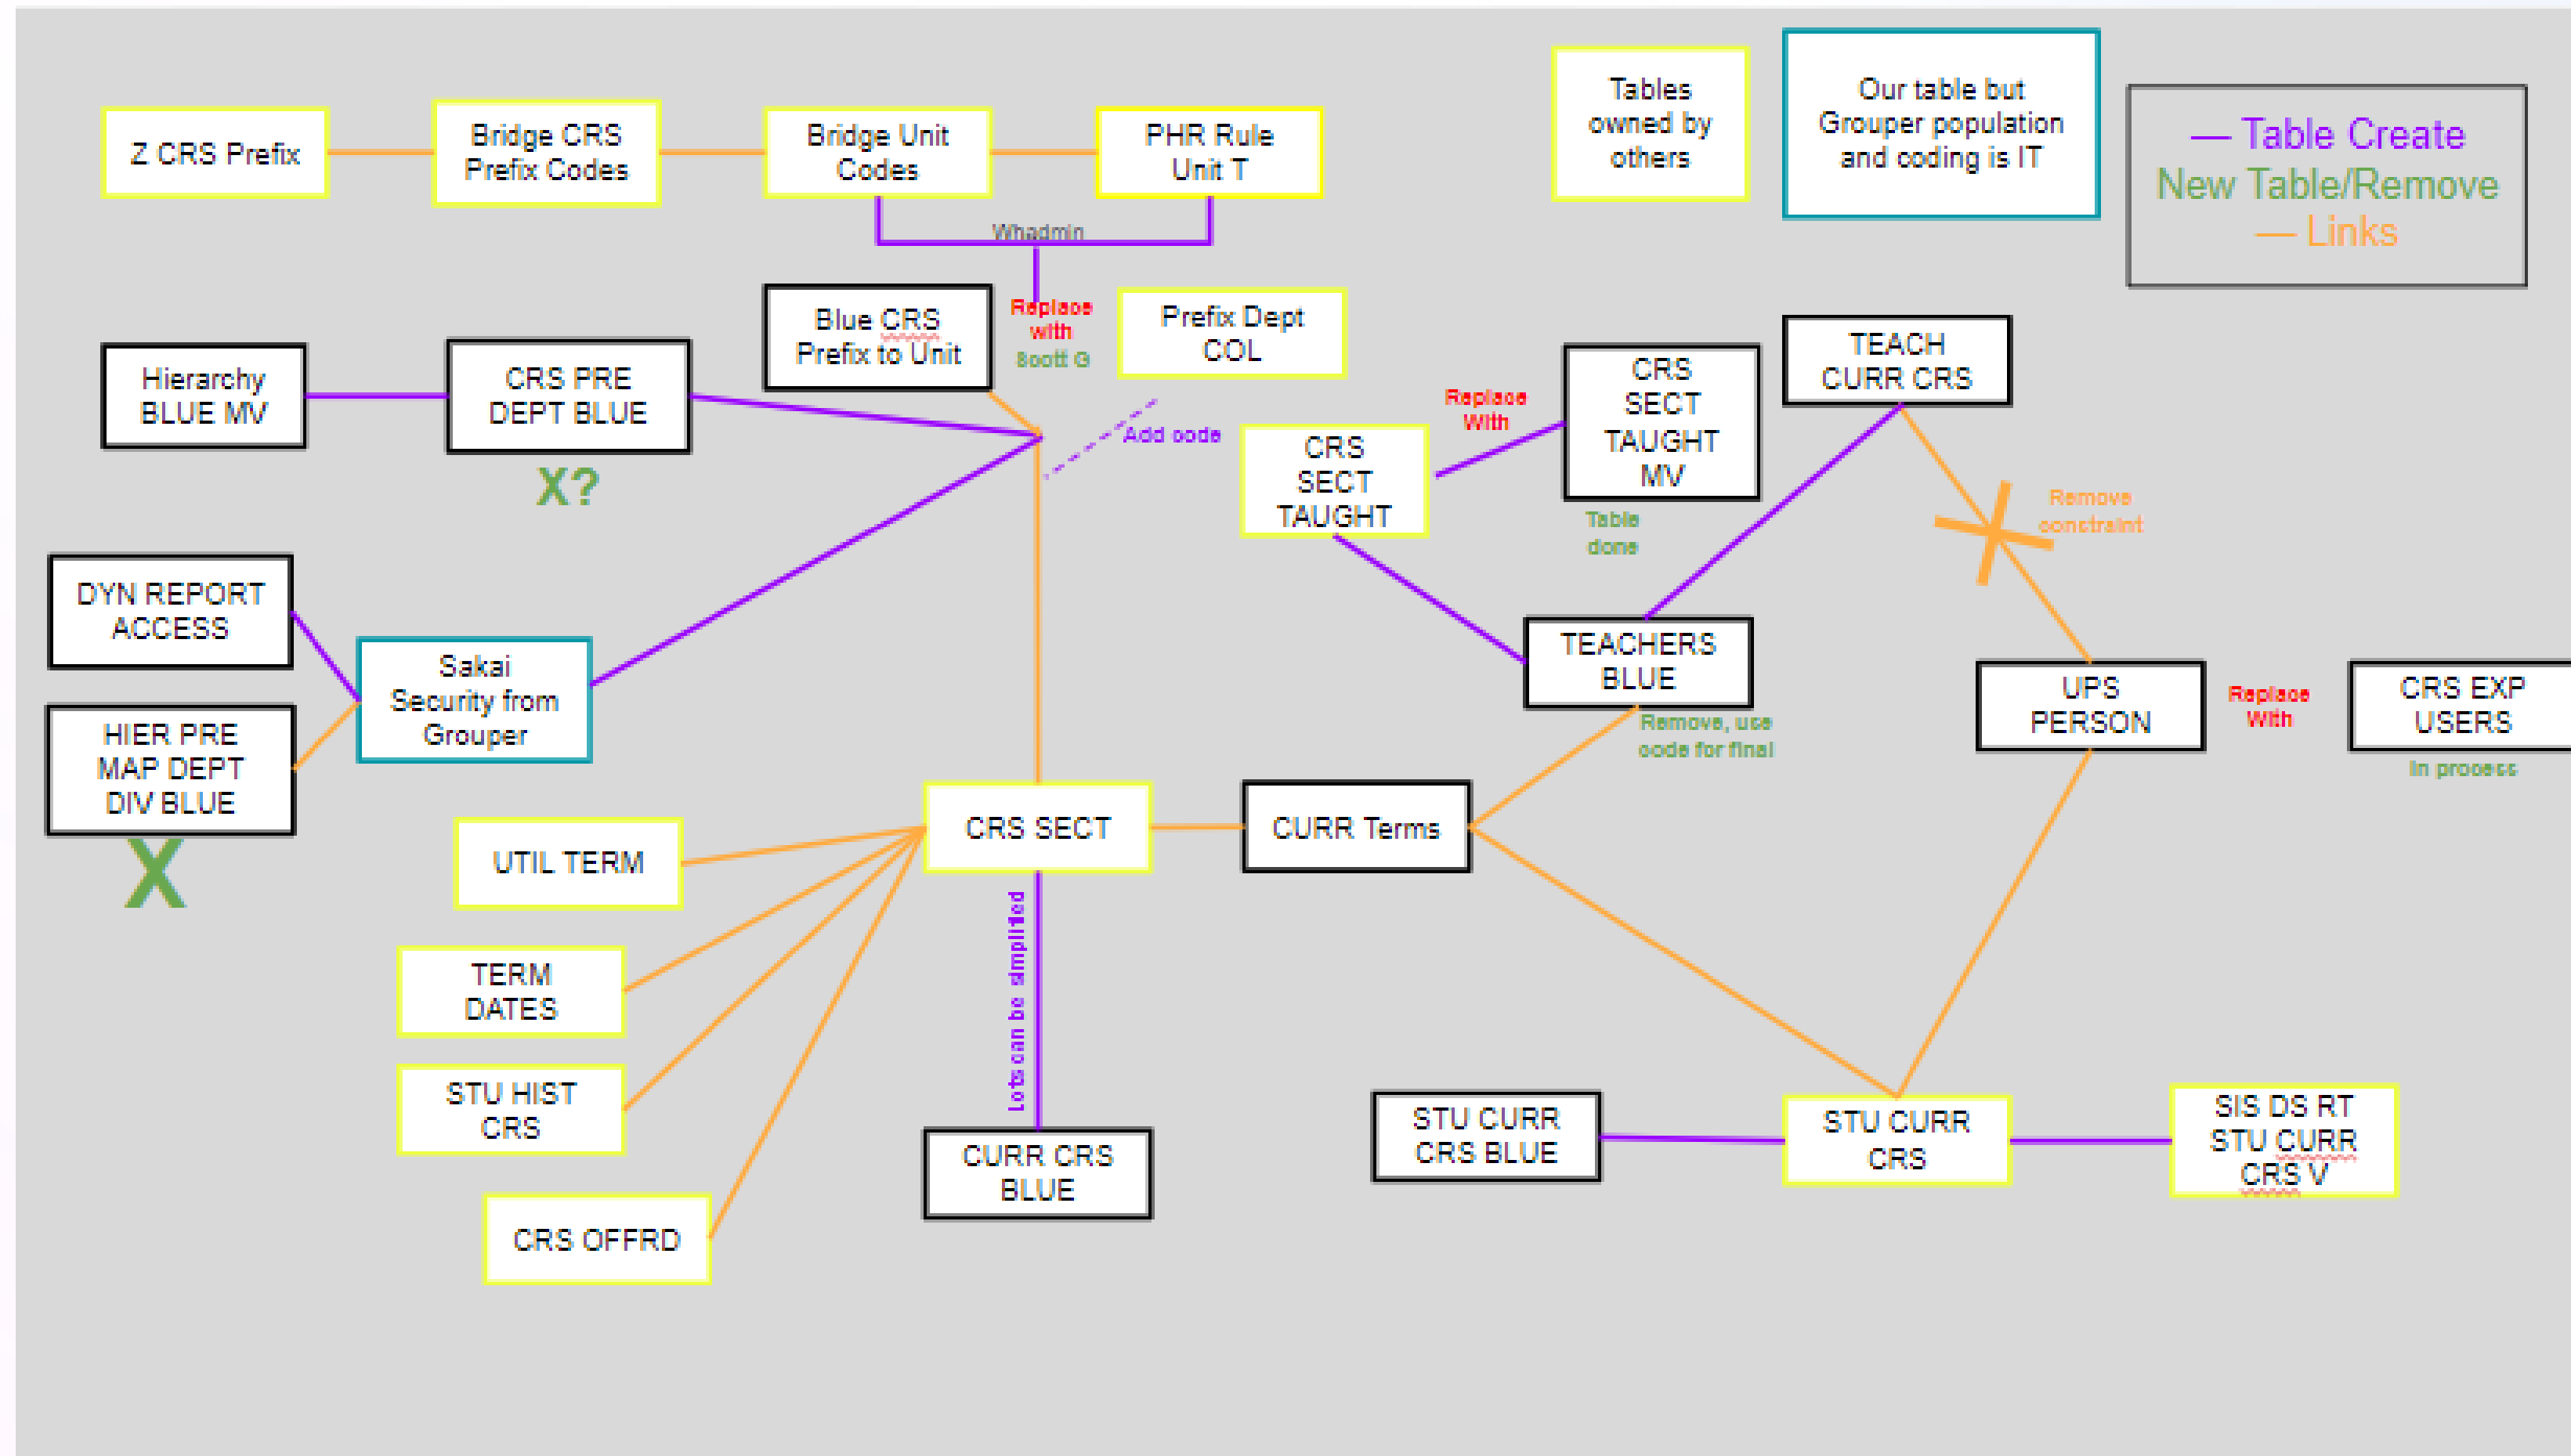 Z CRS Prefix
Bridge CRS
Prefix Codes
Bridge Unit
Codes
PHR Rule
Unit T
Tables
owned by
others
Our table but
Grouper population
and coding is IT
— Table Create
New Table/Remove
— Links
Whadmin
Blue CRS
Prefix to Unit
Replace
with
Scott G
Prefix Dept
COL
Hierarchy
BLUE MV
CRS PRE
DEPT BLUE
X?
Add code
CRS
SECT
TAUGHT
Replace
With
CRS
SECT
TAUGHT
MV
Table
done
TEACH
CURR CRS
Remove
constraint
DYN REPORT
ACCESS
Sakai
Security from
Grouper
HIER PRE
MAP DEPT
DIV BLUE
X
TEACHERS
BLUE
Remove, use
code for final
UPS
PERSON
Replace
With
CRS EXP
USERS
In process
UTIL TERM
CRS SECT
CURR Terms
TERM
DATES
Lots can be simplified
STU HIST
CRS
CRS OFFRD
CURR CRS
BLUE
STU CURR
CRS BLUE
STU CURR
CRS
SIS DS RT
STU CURR
CRS V